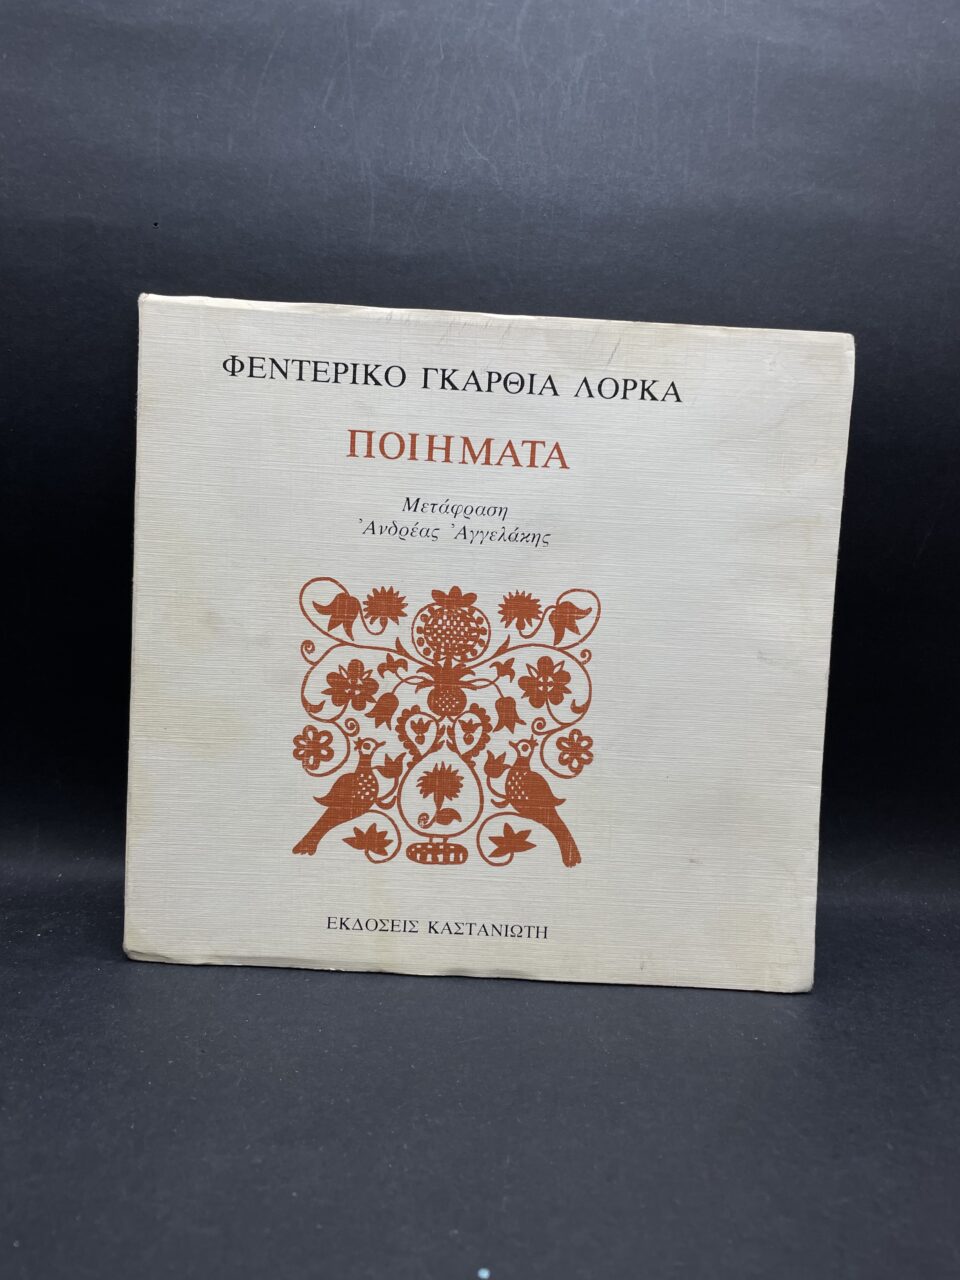 ΦΕΝΤΕΡΙΚΟ ΓΚΑΡΘΙΑ ΛΟΡΚΑ
ΠΟΙΗΜΑΤΑ
Μετάφραση
Ἀνδρέας Ἀγγελάκης
ΕΚΔΟΣΕΙΣ ΚΑΣΤΑΝΙΩΤΗ